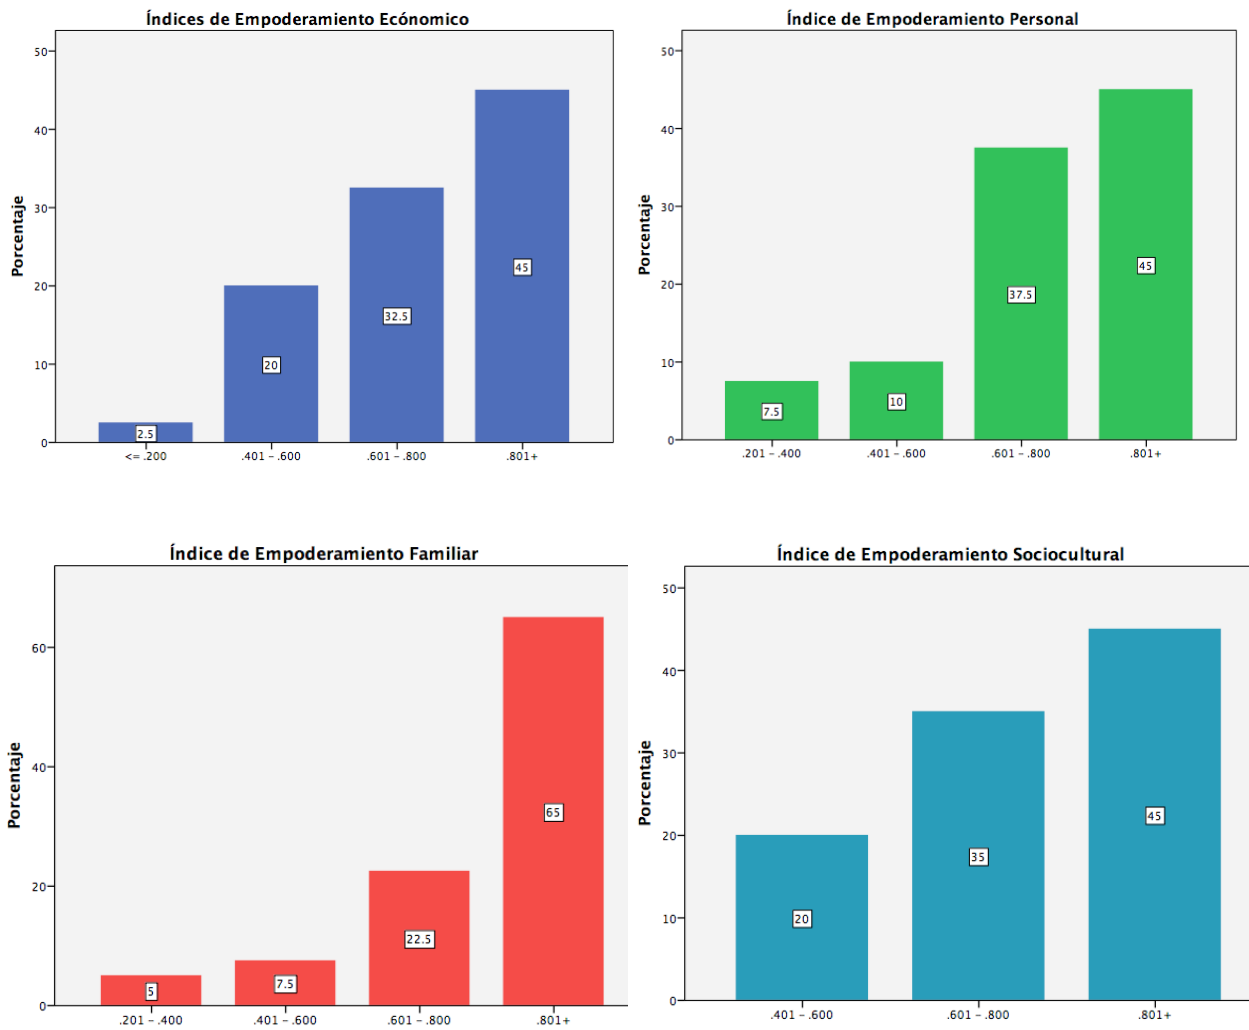 Índices de Empoderamiento Ecónomico
Porcentaje
50
40
30
20
10
0
2.5
20
32.5
45
<= .200
.401 – .600
.601 – .800
.801+
Índice de Empoderamiento Personal
Porcentaje
50
40
30
20
10
0
7.5
10
37.5
45
.201 – .400
.401 – .600
.601 – .800
.801+
Índice de Empoderamiento Familiar
Porcentaje
60
40
20
0
5
7.5
22.5
65
.201 – .400
.401 – .600
.601 – .800
.801+
Índice de Empoderamiento Sociocultural
Porcentaje
50
40
30
20
10
0
20
35
45
.401 – .600
.601 – .800
.801+